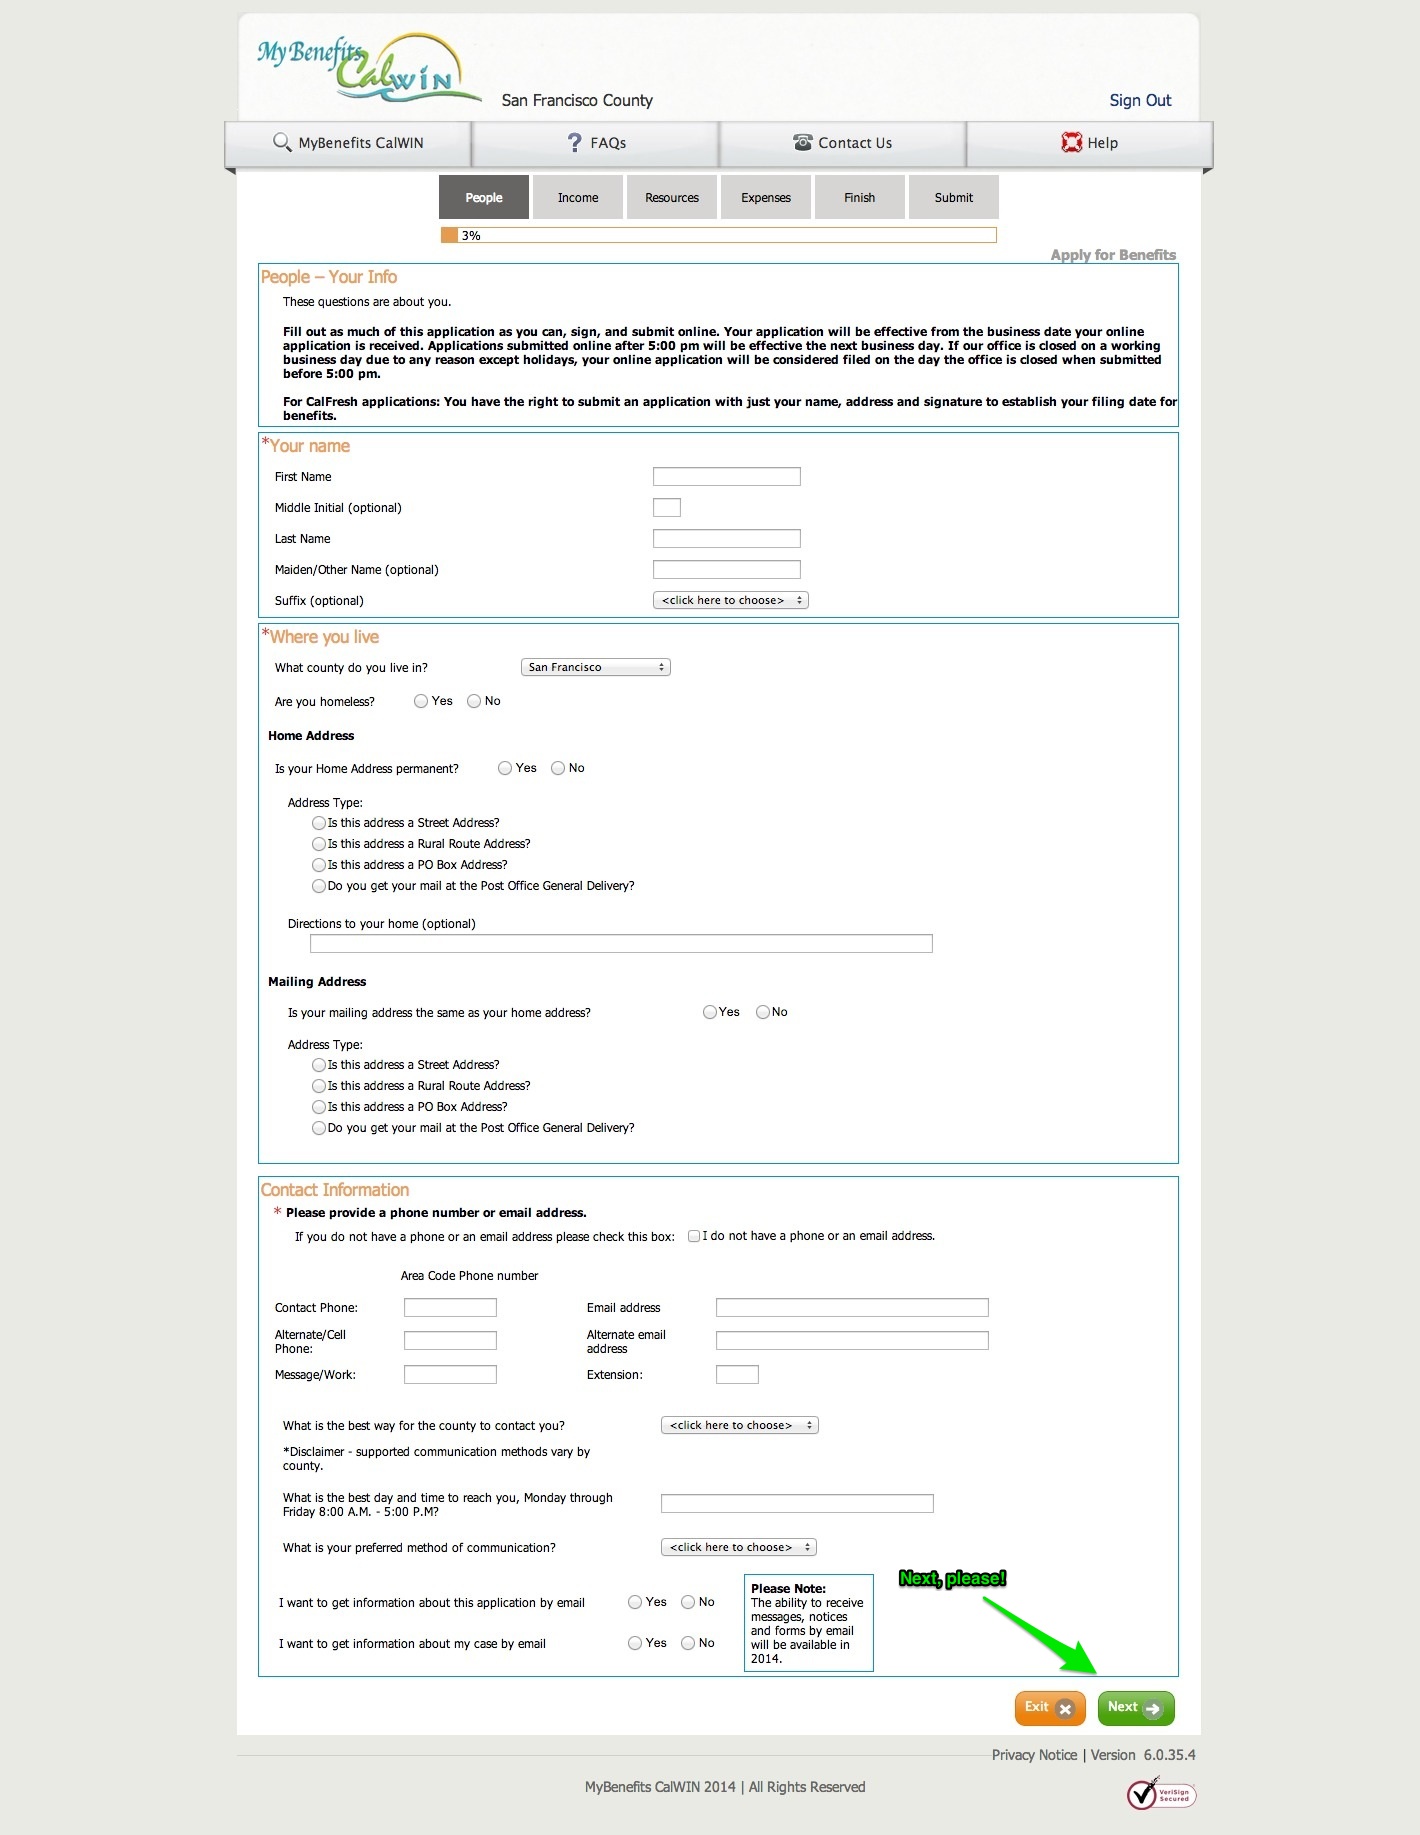 My Benefits
CalWIN
San Francisco County
Sign Out
MyBenefits CalWIN
FAQs
Contact Us
Help
People
Income
Resources
Expenses
Finish
Submit
3%
Apply for Benefits
People – Your Info
These questions are about you.
Fill out as much of this application as you can, sign, and submit online. Your application will be effective from the business date your online
application is received. Applications submitted online after 5:00 pm will be effective the next business day. If our office is closed on a working
business day due to any reason except holidays, your online application will be considered filed on the day the office is closed when submitted
before 5:00 pm.
For CalFresh applications: You have the right to submit an application with just your name, address and signature to establish your filing date for
benefits.
*Your name
First Name
Middle Initial (optional)
Last Name
Maiden/Other Name (optional)
Suffix (optional) <click here to choose>
*Where you live
What county do you live in? San Francisco
Are you homeless? Yes No
Home Address
Is your Home Address permanent? Yes No
Address Type:
Is this address a Street Address?
Is this address a Rural Route Address?
Is this address a PO Box Address?
Do you get your mail at the Post Office General Delivery?
Directions to your home (optional)
Mailing Address
Is your mailing address the same as your home address? Yes No
Address Type:
Is this address a Street Address?
Is this address a Rural Route Address?
Is this address a PO Box Address?
Do you get your mail at the Post Office General Delivery?
Contact Information
* Please provide a phone number or email address.
If you do not have a phone or an email address please check this box: I do not have a phone or an email address.
Area Code Phone number
Contact Phone: Email address
Alternate/Cell
Phone:
Alternate email
address
Message/Work: Extension:
What is the best way for the county to contact you? <click here to choose>
*Disclaimer - supported communication methods vary by
county.
What is the best day and time to reach you, Monday through
Friday 8:00 A.M. - 5:00 P.M?
What is your preferred method of communication? <click here to choose>
I want to get information about this application by email Yes No
I want to get information about my case by email Yes No
Please Note:
The ability to receive
messages, notices
and forms by email
will be available in
2014.
Next, please!
Exit
Next
Privacy Notice | Version 6.0.35.4
MyBenefits CalWIN 2014 | All Rights Reserved
VeriSign
Secured